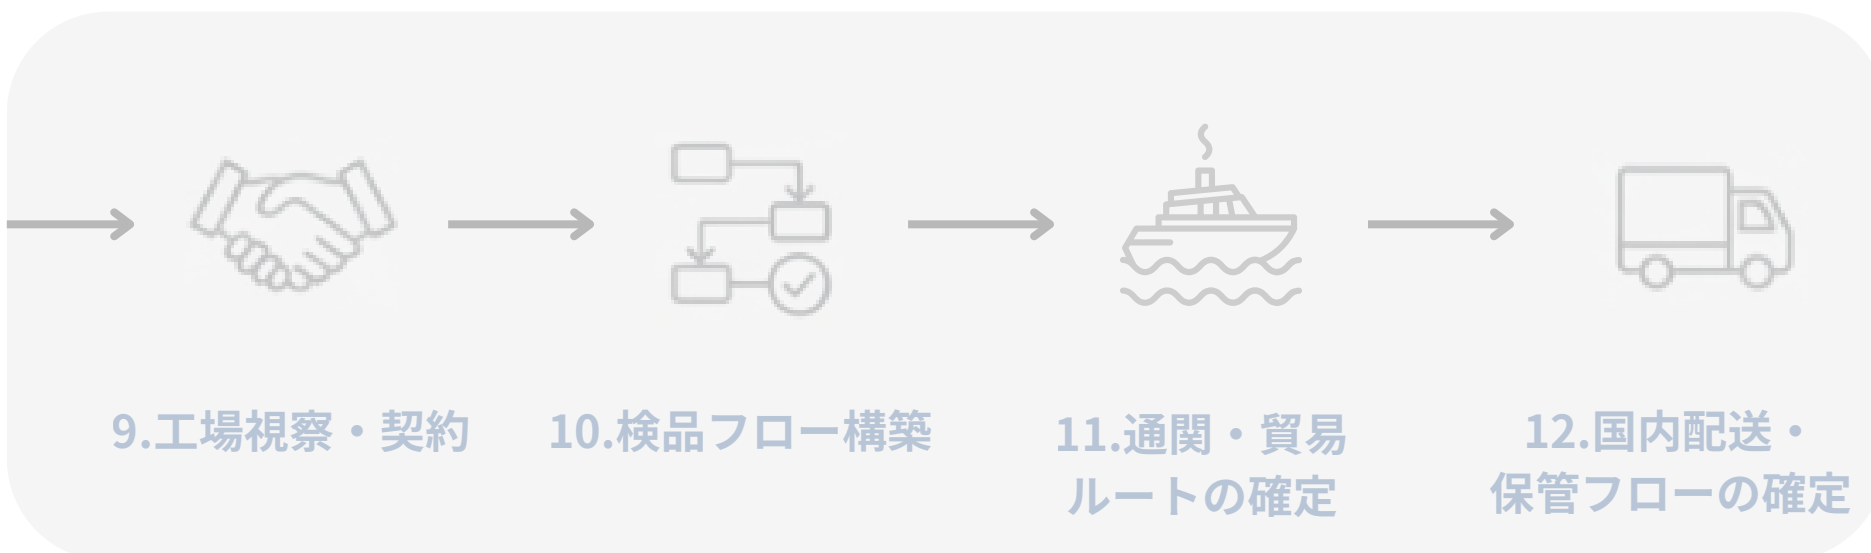 9.工場視察・契約
10.検品フロー構築
11.通関・貿易
ルートの確定
12.国内配送・
保管フローの確定